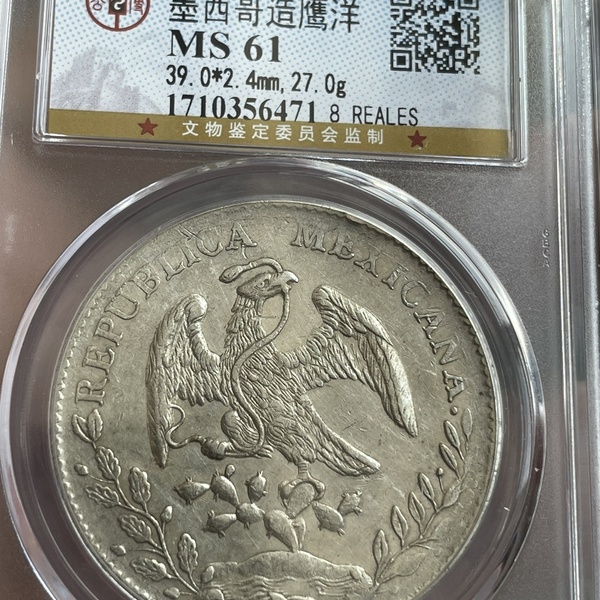 墨西哥造鹰洋
MS 61
39.0*2.4mm,27.0g
1710356471 8 REALES
★ 文物鉴定委员会监制 ★
REPUBLICA MEXICANA.